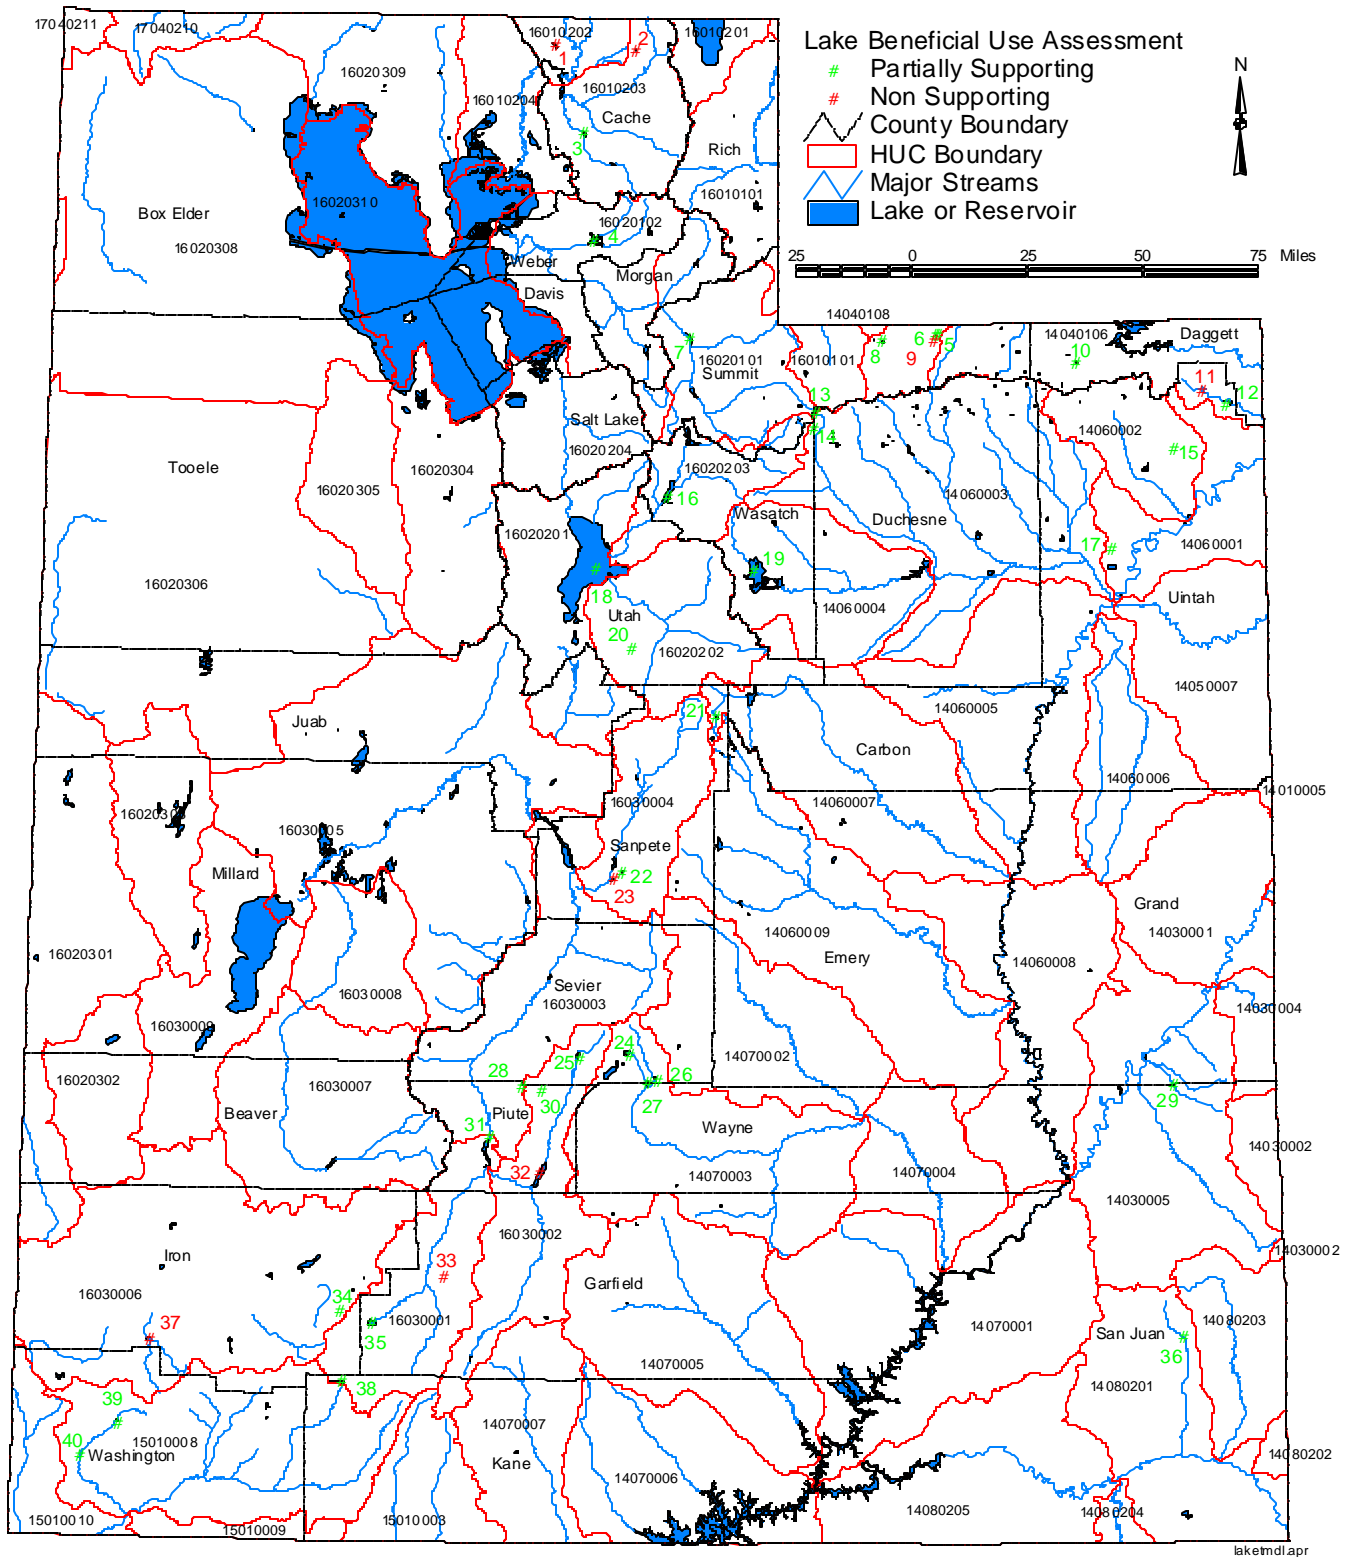 17040211
17040210
16010202
2
1
16010201
Lake Beneficial Use Assessment
# Partially Supporting
# Non Supporting
County Boundary
HUC Boundary
Major Streams
Lake or Reservoir
N
16020309
16010204
16010203
Cache
3
Rich
16010101
16020310
Box Elder
16020308
16020102
4
Weber
Morgan
Davis
25 0 25 50 75 Miles
14040108
14040106
Daggett
7
16020101
Summit
16010101
8
6
5
9
10
11
12
13
14
Salt Lake
16020204
14060002
15
Tooele
16020304
16020305
16020203
16
Wasatch
14060003
Duchesne
16020201
17
14060001
19
16020306
18
Utah
20
14060004
Uintah
16020202
14050007
21
14060005
Juab
Carbon
14060006
14010005
16030004
14060007
16030005
Sanpete
Millard
22
23
Grand
14030001
14060009
Emery
14060008
16020301
Sevier
16030003
16030008
14030004
16030009
24
25
14070002
16020302
16030007
28
26
30
27
29
Beaver
Piute
31
Wayne
14030002
32
14070003
14070004
14030005
16030002
14030002
Iron
33
Garfield
16030006
34
16030001
35
37
14070001
San Juan
14080203
36
14070005
38
14080201
39
14070007
40
15010008
Washington
Kane
14070006
14080202
15010010
15010009
15010003
14080205
14080204
laketmdl.apr